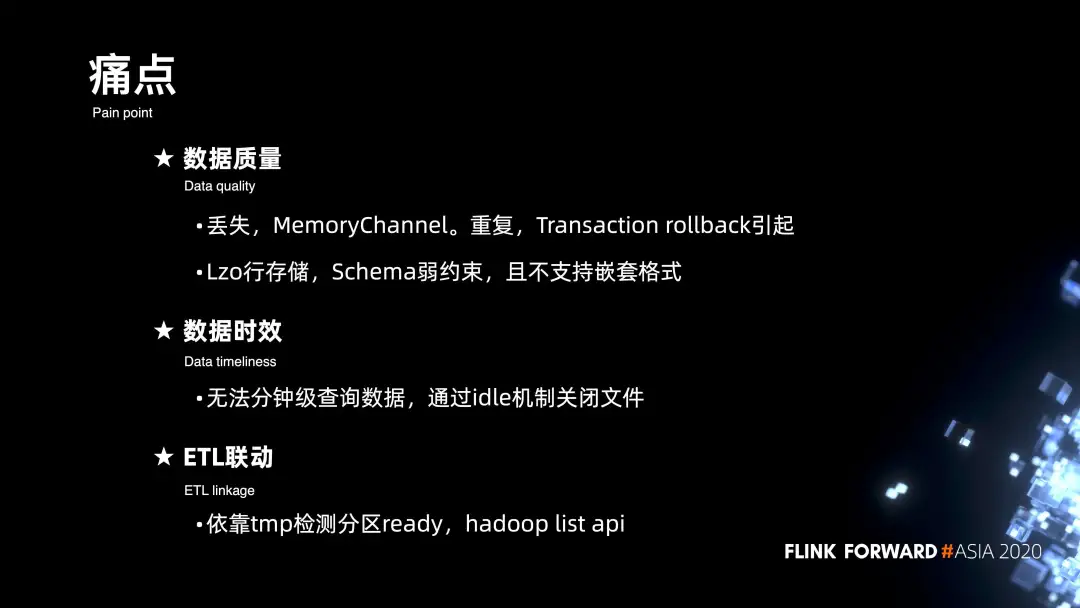 痛点
Pain point
★ 数据质量
Data quality
▪丢失，MemoryChannel。重复，Transaction rollback引起
▪Lzo行存储，Schema弱约束，且不支持嵌套格式
★ 数据时效
Data timeliness
▪无法分钟级查询数据，通过idle机制关闭文件
★ ETL联动
ETL linkage
▪依靠tmp检测分区ready，hadoop list api
FLINK FORWARD #ASIA 2020